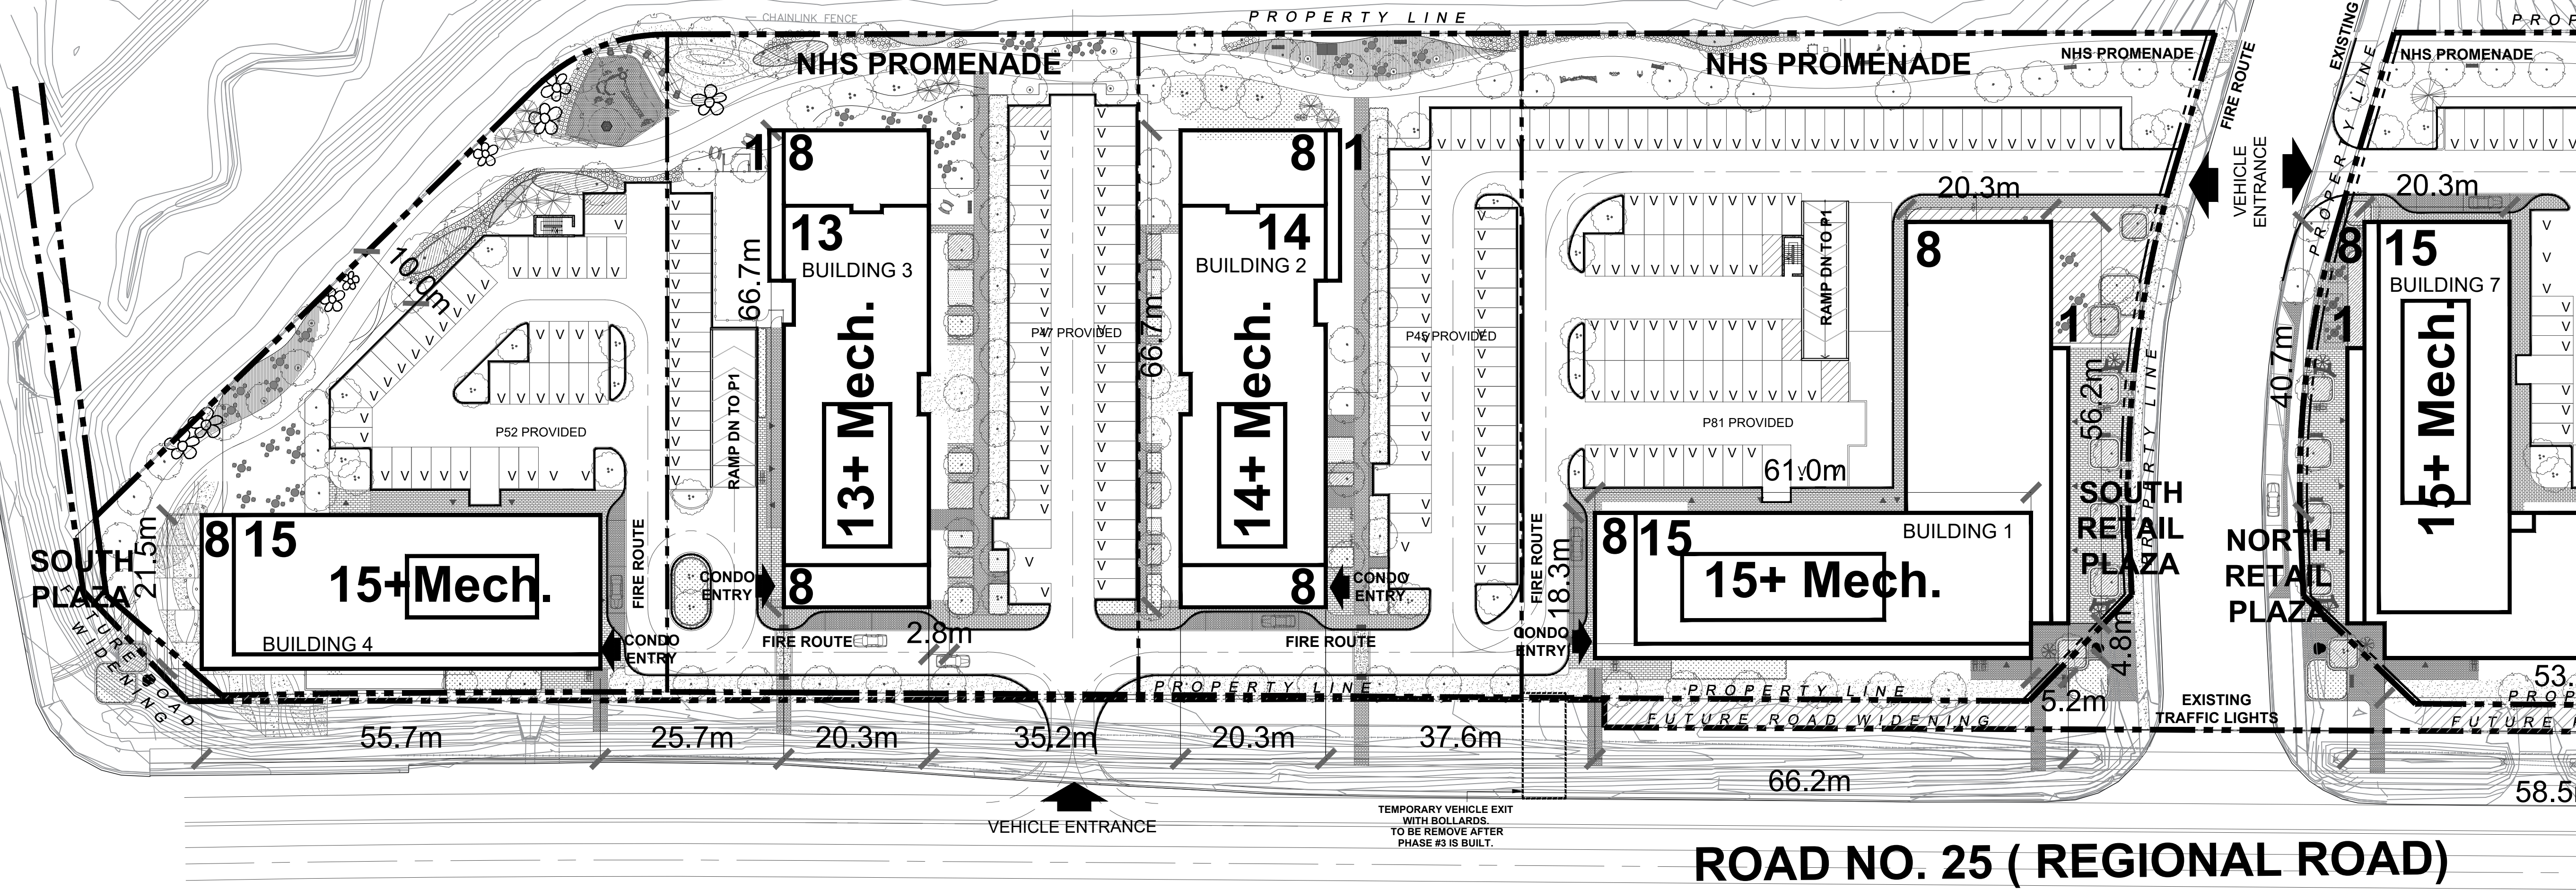 CHAINLINK FENCE
PROPERTY LINE
NHS PROMENADE
NHS PROMENADE
NHS PROMENADE
NHS PROMENADE
FIRE ROUTE
EXISTING
PROPERTY LINE
VEHICLE
ENTRANCE
1
8
8
1
13
BUILDING 3
14
BUILDING 2
66.7m
66.7m
10.0m
13+ Mech.
14+ Mech.
P47 PROVIDED
P45 PROVIDED
P52 PROVIDED
P81 PROVIDED
RAMP DN TO P1
RAMP DN TO P1
20.3m
20.3m
8
1
56.2m
PROPERTY LINE
40.7m
8
15
BUILDING 7
1
15+ Mech.
61.0m
SOUTH
RETAIL
PLAZA
NORTH
RETAIL
PLAZA
SOUTH
PLAZA
21.5m
8
15
15+Mech.
BUILDING 4
FIRE ROUTE
CONDO
ENTRY
CONDO
ENTRY
8
8
CONDO
ENTRY
FIRE ROUTE
2.8m
FIRE ROUTE
FIRE ROUTE
18.3m
CONDO
ENTRY
8
15
BUILDING 1
15+ Mech.
4.8m
5.2m
PROPERTY LINE
PROPERTY LINE
FUTURE ROAD WIDENING
ROAD
WIDENING
EXISTING
TRAFFIC LIGHTS
55.7m
25.7m
20.3m
35.2m
20.3m
37.6m
66.2m
VEHICLE ENTRANCE
TEMPORARY VEHICLE EXIT
WITH BOLLARDS.
TO BE REMOVE AFTER
PHASE #3 IS BUILT.
ROAD NO. 25 ( REGIONAL ROAD)